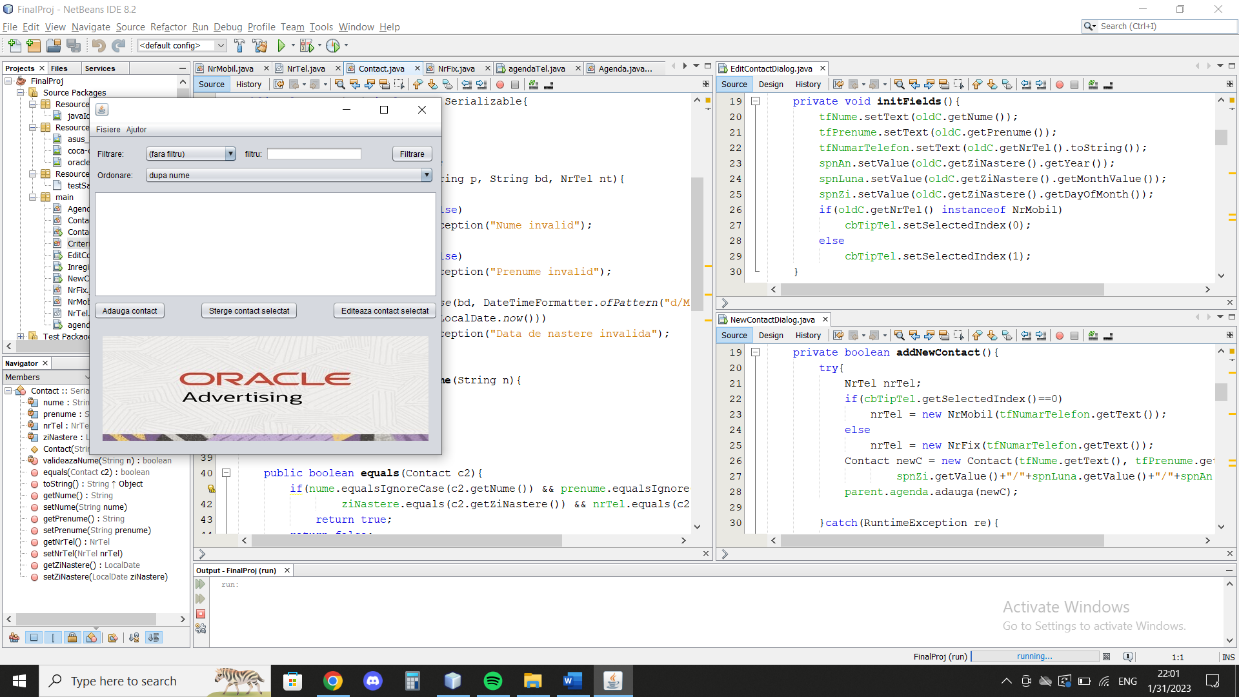 FinalProj - NetBeans IDE 8.2
File Edit View Navigate Source Refactor Run Debug Profile Team Tools Window Help
Search (Ctrl+I)
<default config>
Projects Files Services
FinalProj
Source Packages
Resource
javaId
Resource
asus_
coca-c
oracle
Resource
testSa
main
Agend
Conta
Conta
Criteri
EditCo
Inregi
NewC
NrFix.
NrMo
NrTel.
agend
Test Package
Navigator
Members
Contact :: Seria
nume : String
prenume : S
nrTel : NrTe
ziNastere : L
Contact(Stri
valideazaNume(String n) : boolean
equals(Contact c2) : boolean
toString() : String ↑ Object
getNume() : String
setNume(String nume)
getPrenume() : String
setPrenume(String prenume)
getNrTel() : NrTel
setNrTel(NrTel nrTel)
getZiNastere() : LocalDate
setZiNastere(LocalDate ziNastere)
Fisiere Ajutor
Filtrare: (fara filtru) filtru: Filtrare
Ordonare: dupa nume
Adauga contact Sterge contact selectat Editeaza contact selectat
ORACLE
Advertising
NrMobil.java NrTel.java Contact.java NrFix.java agendaTel.java Agenda.java...
Source History
Serializable{
ring p, String bd, NrTel nt){
lse)
ception("Nume invalid");
lse)
ception("Prenume invalid");
se(bd, DateTimeFormatter.ofPattern("d/M
LocalDate.now()))
ception("Data de nastere invalida");
me(String n){
39
40 public boolean equals(Contact c2){
if(nume.equalsIgnoreCase(c2.getNume()) && prenume.equalsIgnore
42 ziNastere.equals(c2.getZiNastere()) && nrTel.equals(c2
43 return true;
44 return false;
EditContactDialog.java
Source Design History
19 private void initFields(){
20 tfNume.setText(oldC.getNume());
21 tfPrenume.setText(oldC.getPrenume());
22 tfNumarTelefon.setText(oldC.getNrTel().toString());
23 spnAn.setValue(oldC.getZiNastere().getYear());
24 spnLuna.setValue(oldC.getZiNastere().getMonthValue());
25 spnZi.setValue(oldC.getZiNastere().getDayOfMonth());
26 if(oldC.getNrTel() instanceof NrMobil)
27 cbTipTel.setSelectedIndex(0);
28 else
29 cbTipTel.setSelectedIndex(1);
30 }
NewContactDialog.java
Source Design History
19 private boolean addNewContact(){
20 try{
21 NrTel nrTel;
22 if(cbTipTel.getSelectedIndex()==0)
23 nrTel = new NrMobil(tfNumarTelefon.getText());
24 else
25 nrTel = new NrFix(tfNumarTelefon.getText());
26 Contact newC = new Contact(tfNume.getText(), tfPrenume.ge
27 spnZi.getValue()+"/"+spnLuna.getValue()+"/"+spnAn
28 parent.agenda.adauga(newC);
29
30 }catch(RuntimeException re){
Output - FinalProj (run)
run:
Activate Windows
Go to Settings to activate Windows.
FinalProj (run) running... 1:1 INS
Type here to search
ENG
22:01
1/31/2023